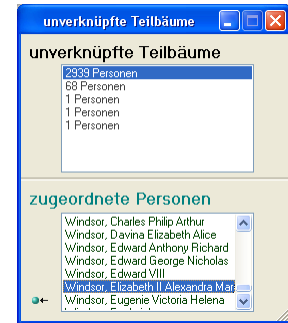 unverknüpfte Teilbäume
unverknüpfte Teilbäume
2939 Personen
68 Personen
1 Personen
1 Personen
1 Personen
zugeordnete Personen
Windsor, Charles Philip Arthur
Windsor, Davina Elizabeth Alice
Windsor, Edward Anthony Richard
Windsor, Edward George Nicholas
Windsor, Edward VIII
Windsor, Elizabeth II Alexandra Mar
Windsor, Eugenie Victoria Helena